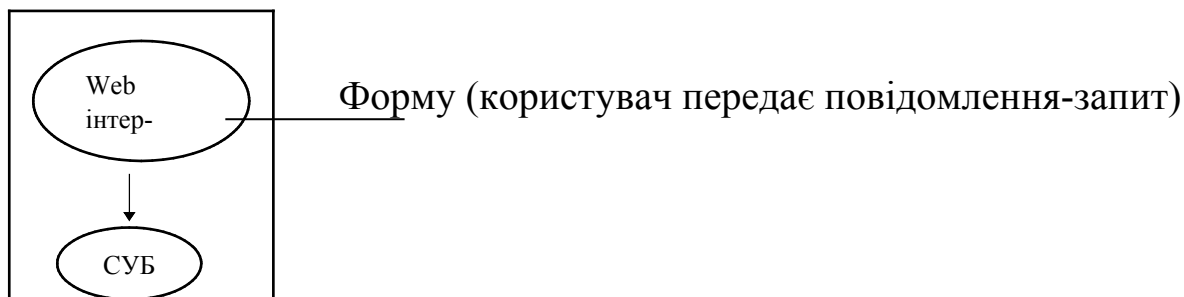 Web
інтер-
Форму (користувач передає повідомлення-запит)
СУБ